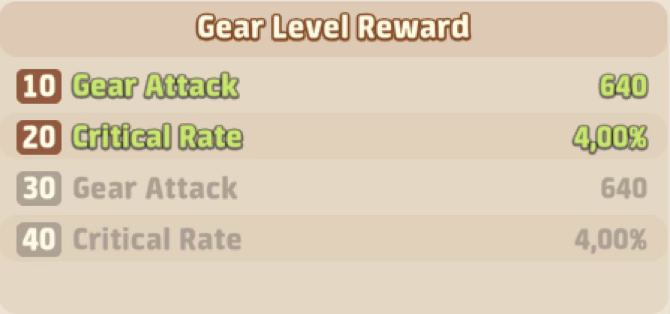 Gear Level Reward
10 Gear Attack 640
20 Critical Rate 4,00%
30 Gear Attack 640
40 Critical Rate 4,00%